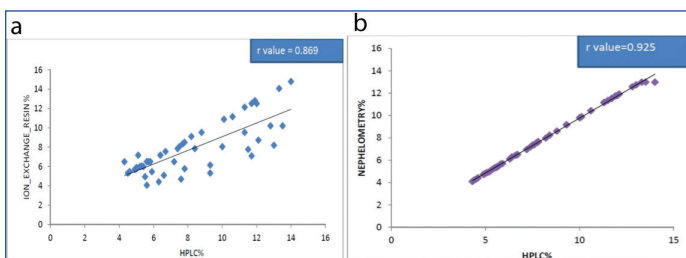 a
r value = 0.869
ION_EXCHANGE_RESIN %
16
14
12
10
8
6
4
2
0
0 2 4 6 8 10 12 14 16
HPLC%
b
r value=0.925
NEPHELOMETRY%
16
14
12
10
8
6
4
2
0
0 5 10 15
HPLC%